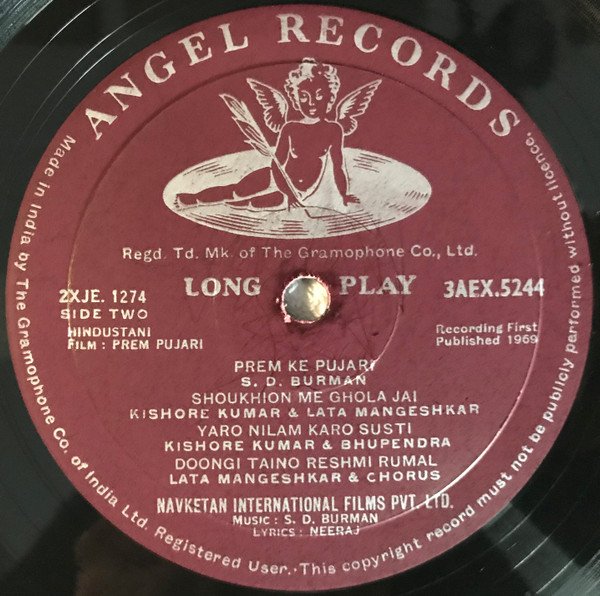 ANGEL RECORDS
Regd. Td. Mk. of The Gramophone Co., Ltd.
LONG PLAY
2XJE. 1274
SIDE TWO
HINDUSTANI
FILM : PREM PUJARI
3AEX.5244
Recording First
Published 1969
PREM KE PUJARI
S. D. BURMAN
SHOUKHION ME GHOLA JAI
KISHORE KUMAR & LATA MANGESHKAR
YARO NILAM KARO SUSTI
KISHORE KUMAR & BHUPENDRA
DOONGI TAINO RESHMI RUMAL
LATA MANGESHKAR & CHORUS
NAVKETAN INTERNATIONAL FILMS PVT. LTD.
MUSIC : S. D. BURMAN
LYRICS : NEERAJ
Made in India by The Gramophone Co. of India Ltd. Registered User. · This copyright record must not be publicly performed without licence.